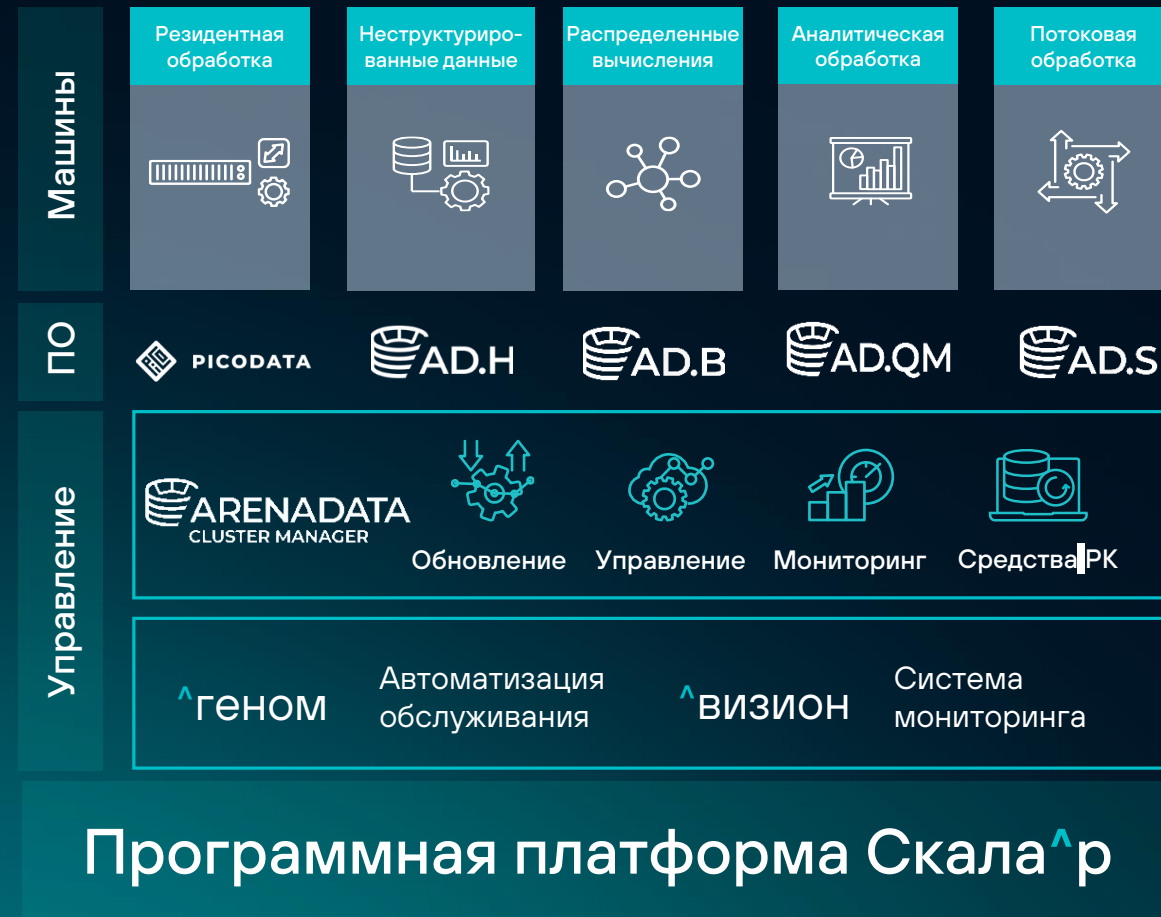 Машины
Резидентная
обработка
Неструктуриро-
ванные данные
Распределенные
вычисления
Аналитическая
обработка
Потоковая
обработка
ПО
PICODATA
AD.H
AD.B
AD.QM
AD.S
Управление
ARENADATA
CLUSTER MANAGER
Обновление
Управление
Мониторинг
Средства РК
^геном
Автоматизация
обслуживания
^визион
Система
мониторинга
Программная платформа Скала^р